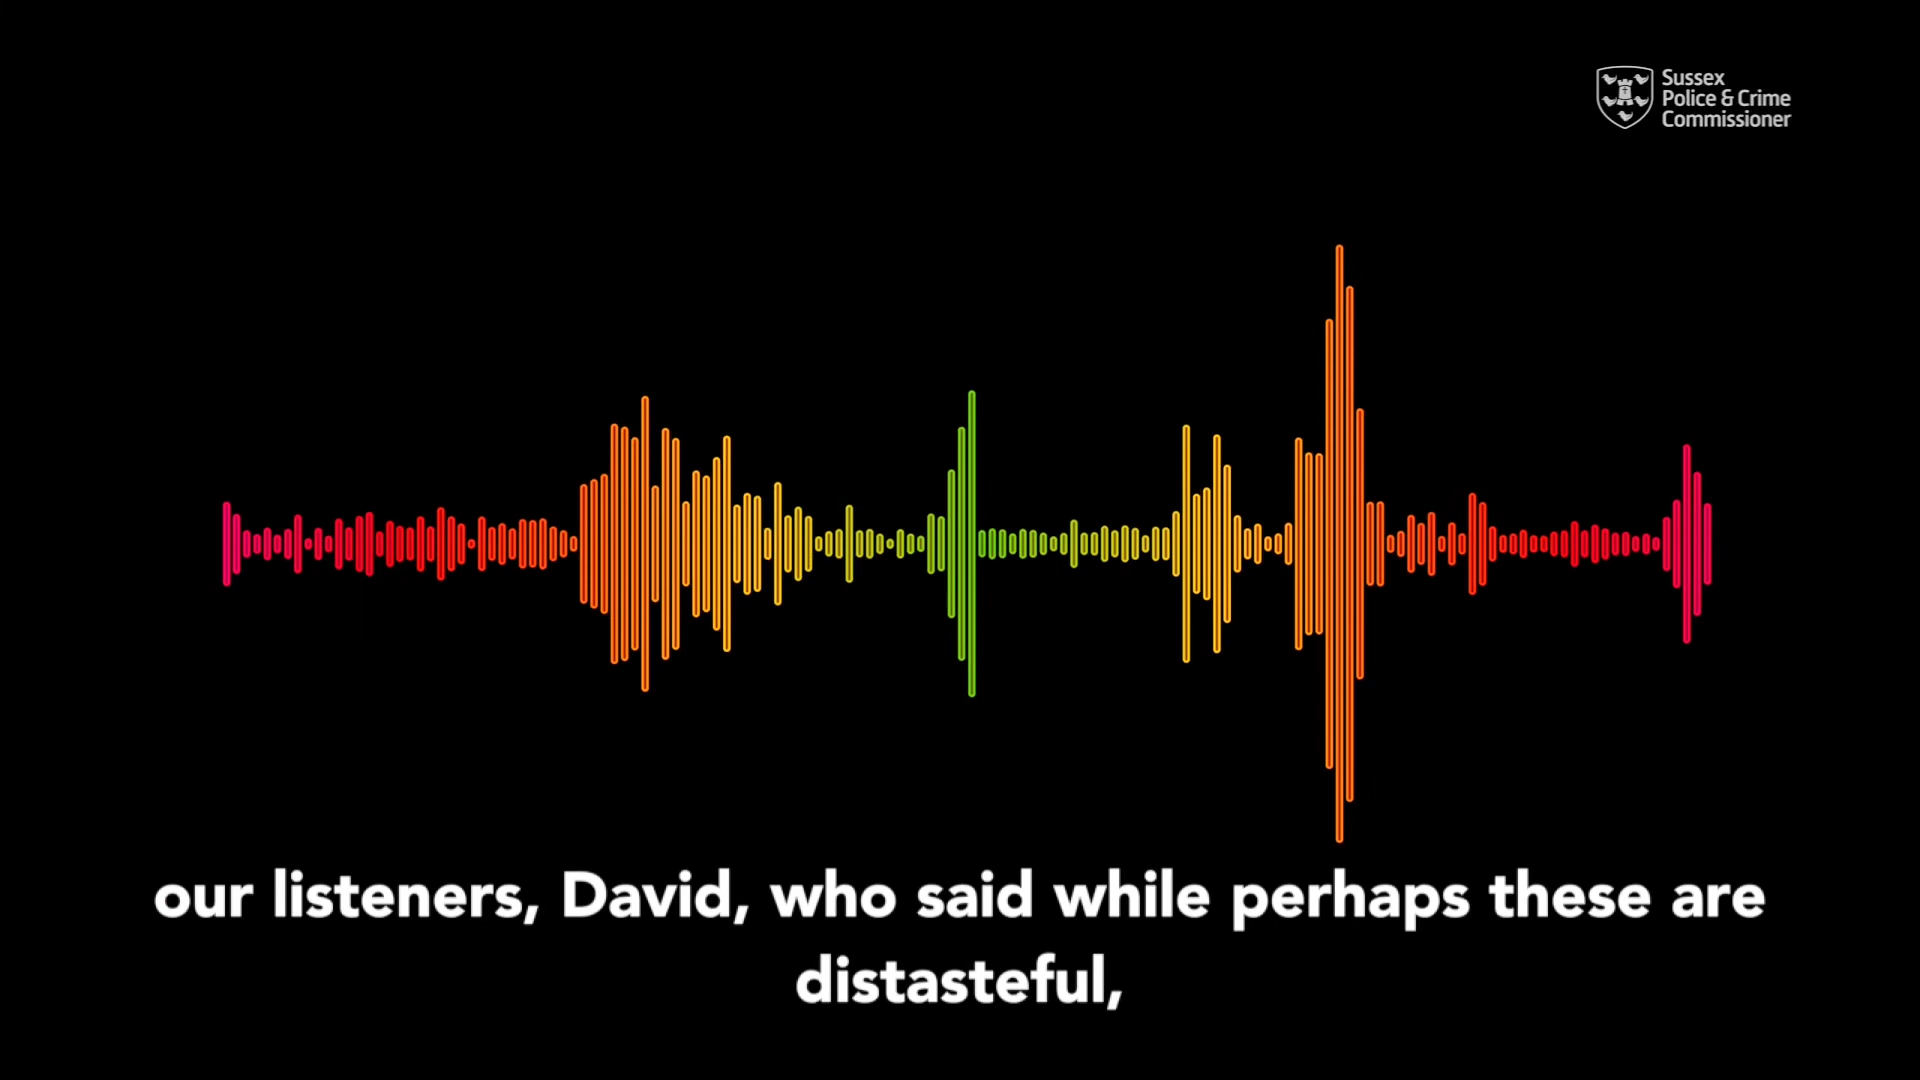 Sussex
Police & Crime
Commissioner
our listeners, David, who said while perhaps these are
distasteful,